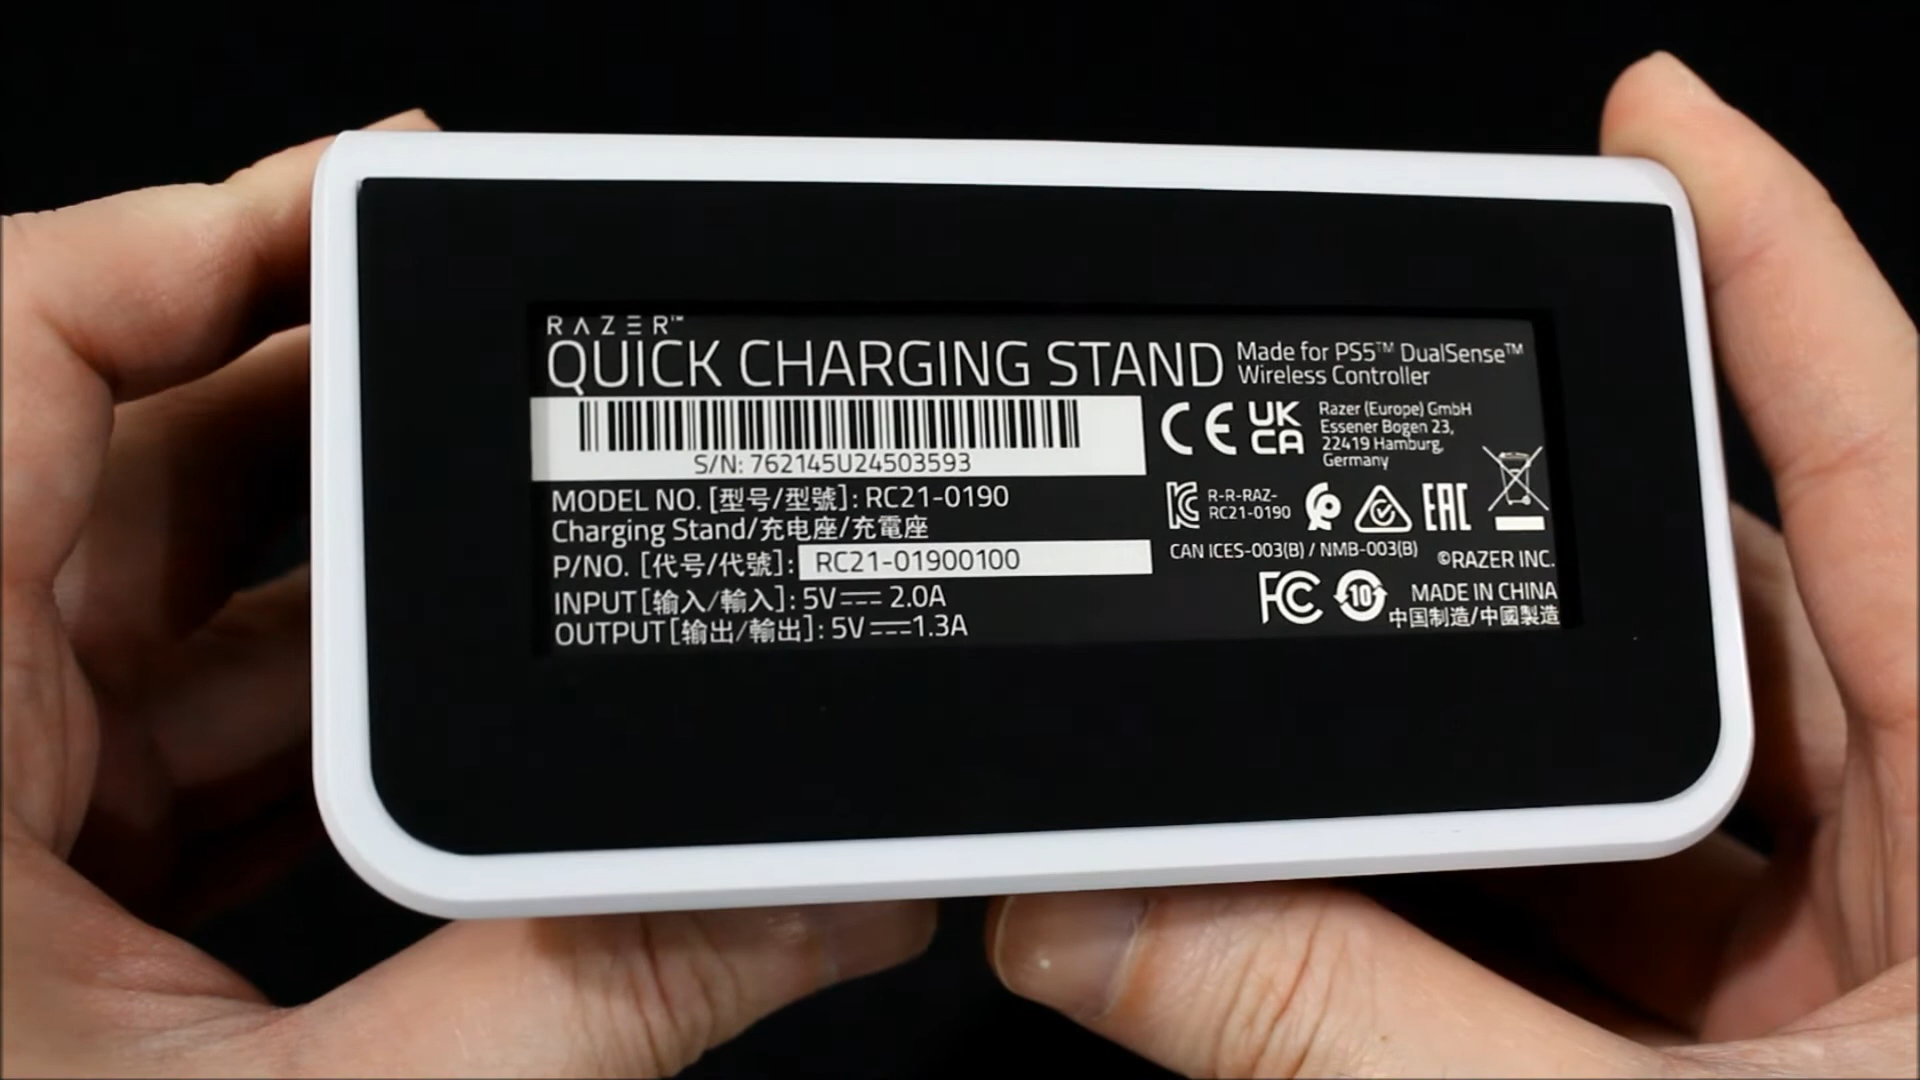 RAZER™
QUICK CHARGING STAND
Made for PS5™ DualSense™
Wireless Controller
S/N: 762145U24503593
MODEL NO. [型号/型號]: RC21-0190
Charging Stand/充电座/充電座
P/NO. [代号/代號]: RC21-01900100
INPUT [输入/輸入]: 5V⎓ 2.0A
OUTPUT [输出/輸出]: 5V⎓1.3A
CE UK
CA
Razer (Europe) GmbH
Essener Bogen 23,
22419 Hamburg,
Germany
R-R-RAZ-
RC21-0190
EAC
CAN ICES-003(B) / NMB-003(B)
©RAZER INC.
FC 10
MADE IN CHINA
中国制造/中國製造